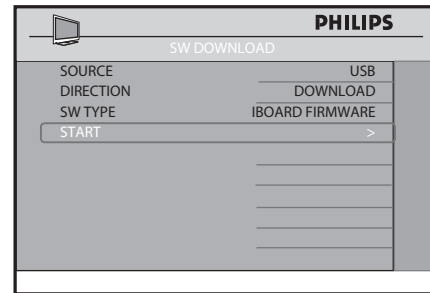 PHILIPS
SW DOWNLOAD
SOURCE USB
DIRECTION DOWNLOAD
SW TYPE IBOARD FIRMWARE
START >